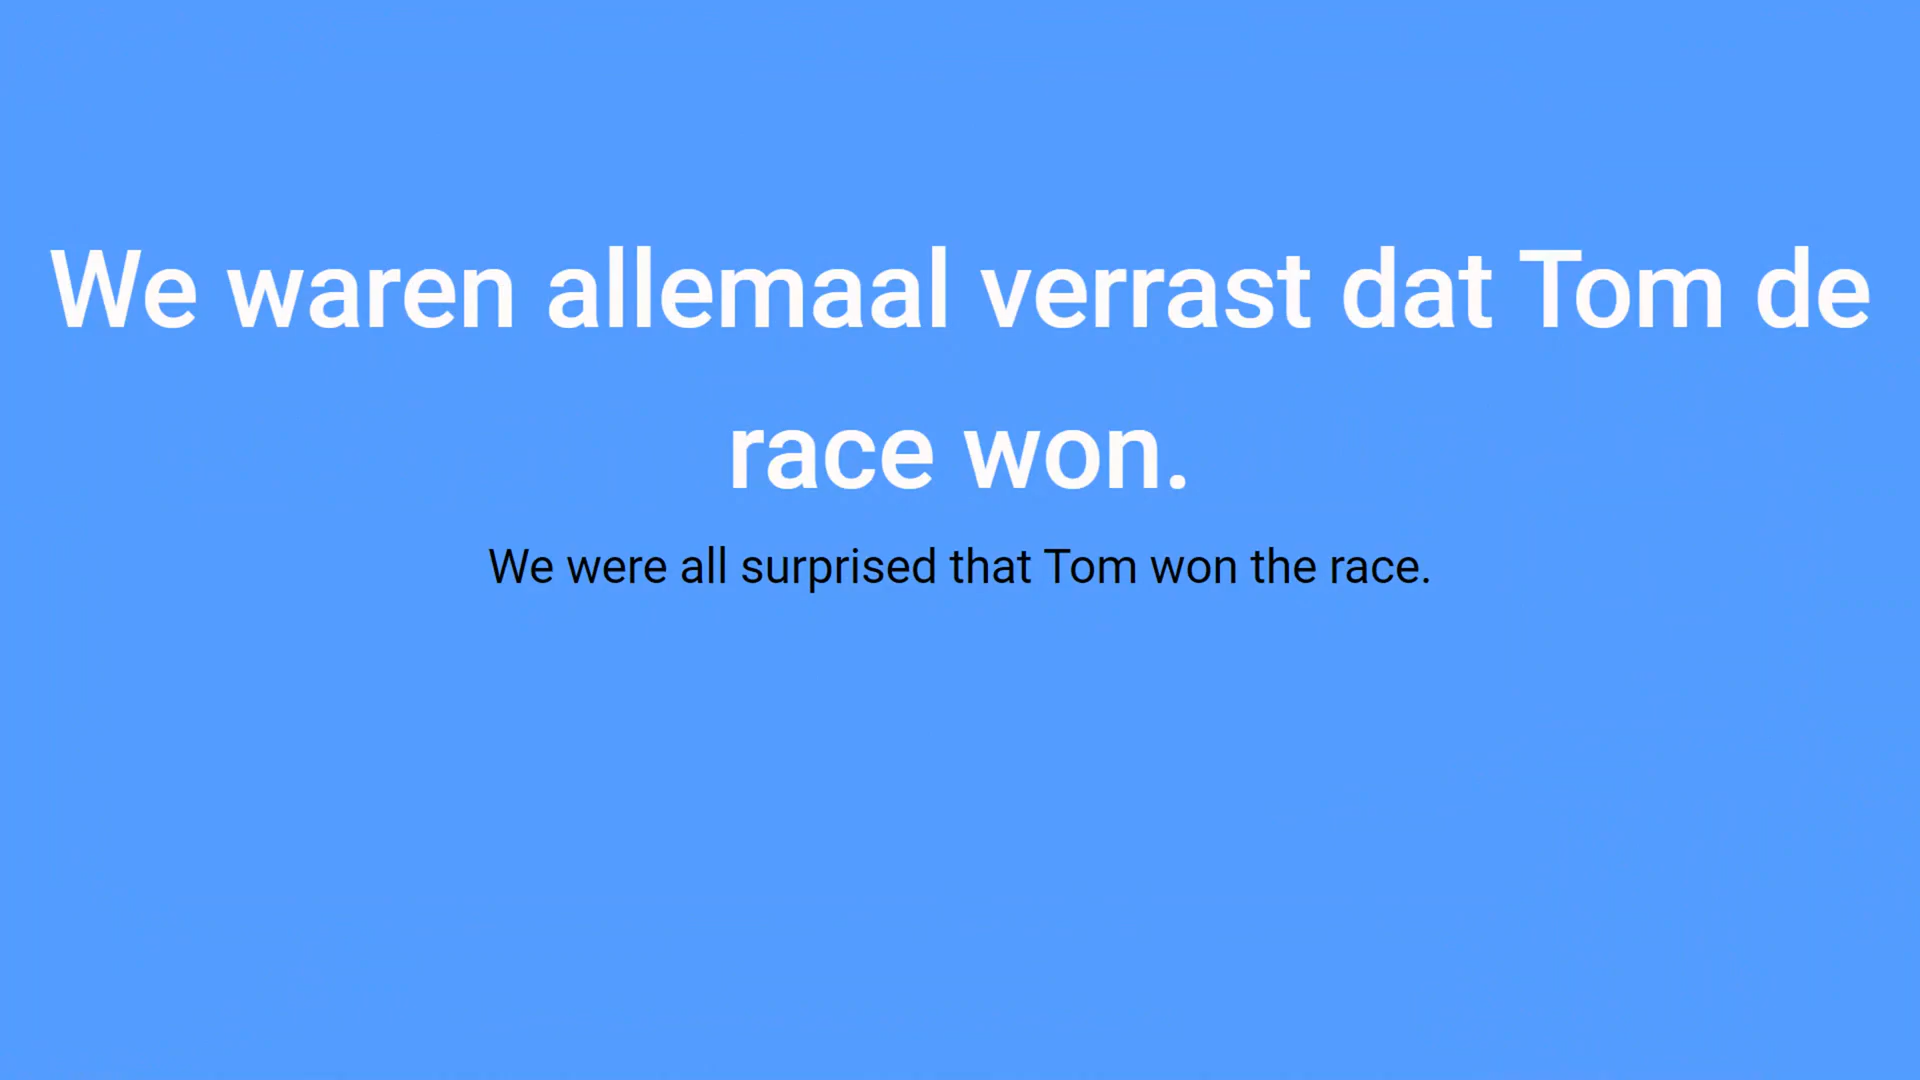 We waren allemaal verrast dat Tom de
race won.
We were all surprised that Tom won the race.